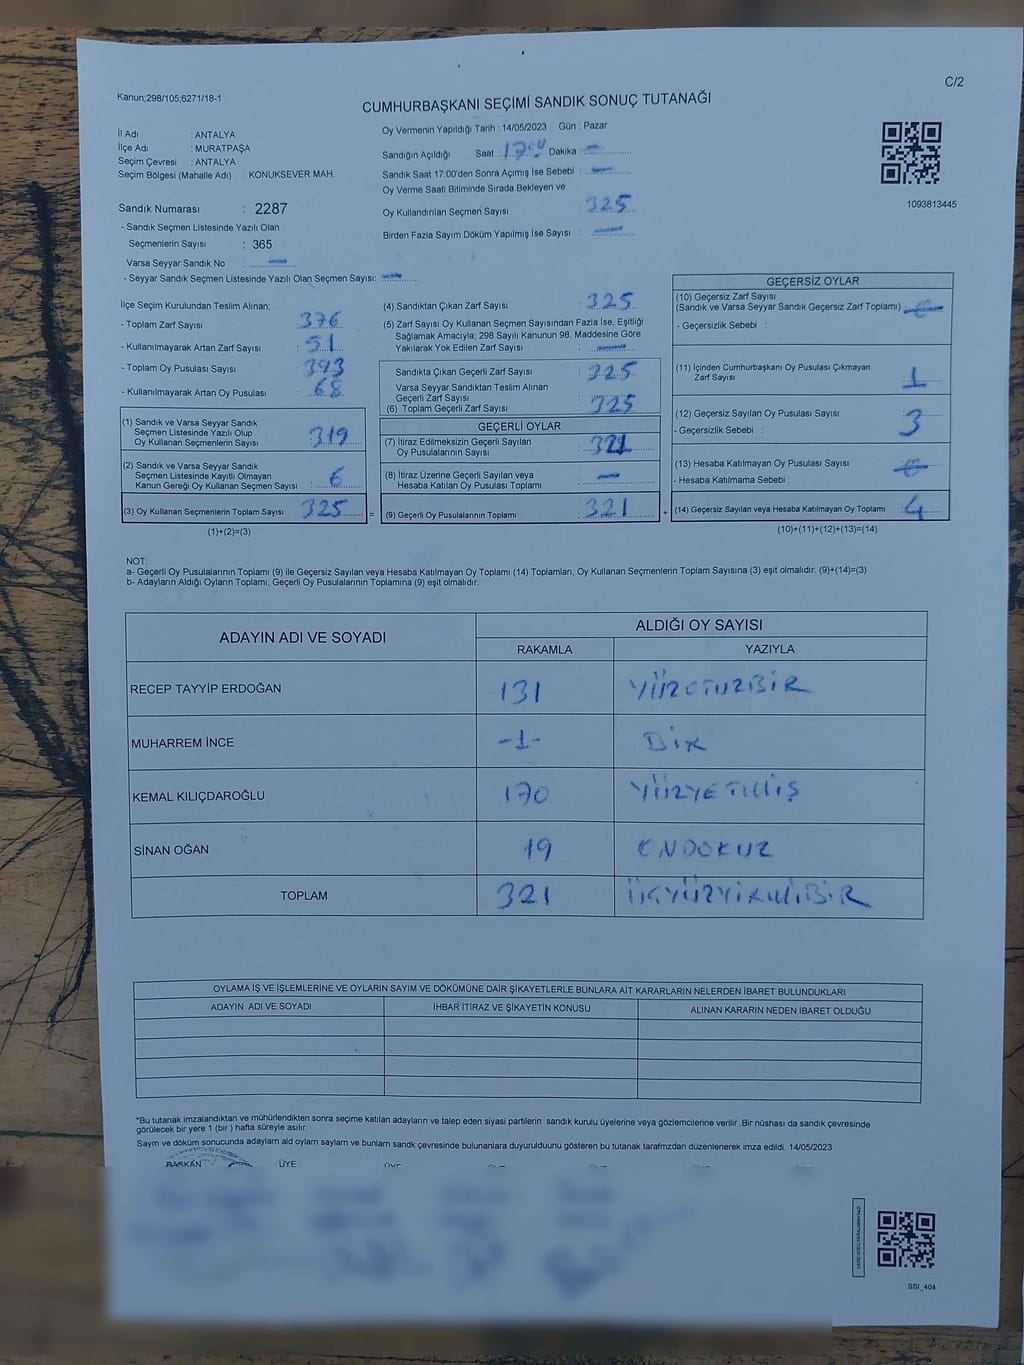 C/2
Kanun;298/105;6271/18-1
CUMHURBAŞKANI SEÇİMİ SANDIK SONUÇ TUTANAĞI
İl Adı : ANTALYA
İlçe Adı : MURATPAŞA
Seçim Çevresi : ANTALYA
Seçim Bölgesi (Mahalle Adı) : KONUKSEVER MAH.
Oy Vermenin Yapıldığı Tarih : 14/05/2023 Gün : Pazar
Sandığın Açıldığı Saat : 17°° Dakika : —
Sandık Saat 17:00'den Sonra Açımış İse Sebebi : —
Oy Verme Saati Bitiminde Sırada Bekleyen ve
Oy Kullandırılan Seçmen Sayısı : 325
Birden Fazla Sayım Döküm Yapılmış İse Sayısı : —
1093813445
Sandık Numarası : 2287
- Sandık Seçmen Listesinde Yazılı Olan
Seçmenlerin Sayısı : 365
Varsa Seyyar Sandık No : —
- Seyyar Sandık Seçmen Listesinde Yazılı Olan Seçmen Sayısı: —
İlçe Seçim Kurulundan Teslim Alınan;
- Toplam Zarf Sayısı : 376
- Kullanılmayarak Artan Zarf Sayısı : 51
- Toplam Oy Pusulası Sayısı : 393
- Kullanılmayarak Artan Oy Pusulası : 68
(1) Sandık ve Varsa Seyyar Sandık
Seçmen Listesinde Yazılı Olup
Oy Kullanan Seçmenlerin Sayısı : 319
(2) Sandık ve Varsa Seyyar Sandık
Seçmen Listesinde Kayıtlı Olmayan
Kanun Gereği Oy Kullanan Seçmen Sayısı : 6
(3) Oy Kullanan Seçmenlerin Toplam Sayısı : 325
(1)+(2)=(3)
(4) Sandıktan Çıkan Zarf Sayısı : 325
(5) Zarf Sayısı Oy Kullanan Seçmen Sayısından Fazla İse, Eşitliği
Sağlamak Amacıyla; 298 Sayılı Kanunun 98. Maddesine Göre
Yakılarak Yok Edilen Zarf Sayısı : —
Sandıkta Çıkan Geçerli Zarf Sayısı : 325
Varsa Seyyar Sandıktan Teslim Alınan
Geçerli Zarf Sayısı :
(6) Toplam Geçerli Zarf Sayısı : 325
GEÇERLİ OYLAR
(7) İtiraz Edilmeksizin Geçerli Sayılan
Oy Pusulalarının Sayısı : 321
(8) İtiraz Üzerine Geçerli Sayılan veya
Hesaba Katılan Oy Pusulası Toplamı : —
= (9) Geçerli Oy Pusulalarının Toplamı : 321 +
GEÇERSİZ OYLAR
(10) Geçersiz Zarf Sayısı
(Sandık ve Varsa Seyyar Sandık Geçersiz Zarf Toplamı) :
- Geçersizlik Sebebi :
(11) İçinden Cumhurbaşkanı Oy Pusulası Çıkmayan
Zarf Sayısı : 1
(12) Geçersiz Sayılan Oy Pusulası Sayısı : 3
- Geçersizlik Sebebi :
(13) Hesaba Katılmayan Oy Pusulası Sayısı :
- Hesaba Katılmama Sebebi :
(14) Geçersiz Sayılan veya Hesaba Katılmayan Oy Toplamı : 4
(10)+(11)+(12)+(13)=(14)
NOT:
a- Geçerli Oy Pusulalarının Toplamı (9) ile Geçersiz Sayılan veya Hesaba Katılmayan Oy Toplamı (14) Toplamları, Oy Kullanan Seçmenlerin Toplam Sayısına (3) eşit olmalıdır. (9)+(14)=(3)
b- Adayların Aldığı Oyların Toplamı, Geçerli Oy Pusulalarının Toplamına (9) eşit olmalıdır.
ADAYIN ADI VE SOYADI ALDIĞI OY SAYISI
RAKAMLA YAZIYLA
RECEP TAYYİP ERDOĞAN 131 YÜZOTUZBİR
MUHARREM İNCE -1- BİR
KEMAL KILIÇDAROĞLU 170 YÜZYETMİŞ
SİNAN OĞAN 19 ONDOKUZ
TOPLAM 321 ÜÇYÜZYİRMİBİR
OYLAMA İŞ VE İŞLEMLERİNE VE OYLARIN SAYIM VE DÖKÜMÜNE DAİR ŞİKAYETLERLE BUNLARA AİT KARARLARIN NELERDEN İBARET BULUNDUKLARI
ADAYIN ADI VE SOYADI İHBAR İTİRAZ VE ŞİKAYETİN KONUSU ALINAN KARARIN NEDEN İBARET OLDUĞU
*Bu tutanak imzalandıktan ve mühürlendikten sonra seçime katılan adayların ve talep eden siyasi partilerin sandık kurulu üyelerine veya gözlemcilerine verilir. Bir nüshası da sandık çevresinde
görülecek bir yere 1 (bir ) hafta süreyle asılır.
Sayım ve döküm sonucunda adayların aldı oyların sayıları ve bunların sandık çevresinde bulunanlara duyurulduunu gösteren bu tutanak tarafımızdan düzenlenerek imza edildi. 14/05/2023
BAŞKAN ÜYE
SSI_404